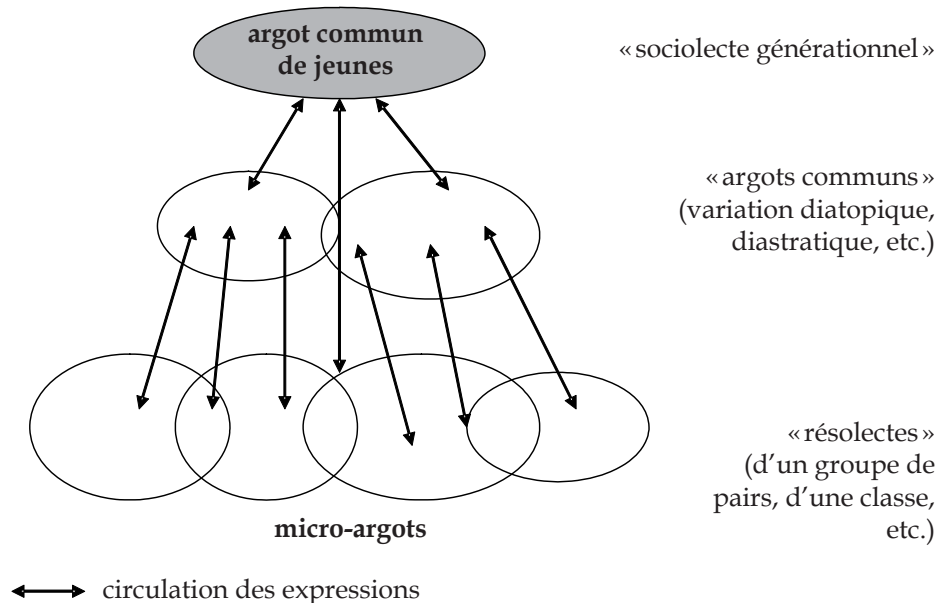 argot commun
de jeunes
« sociolecte générationnel »
« argots communs »
(variation diatopique,
diastratique, etc.)
« résolectes »
(d’un groupe de
pairs, d’une classe,
etc.)
micro-argots
circulation des expressions